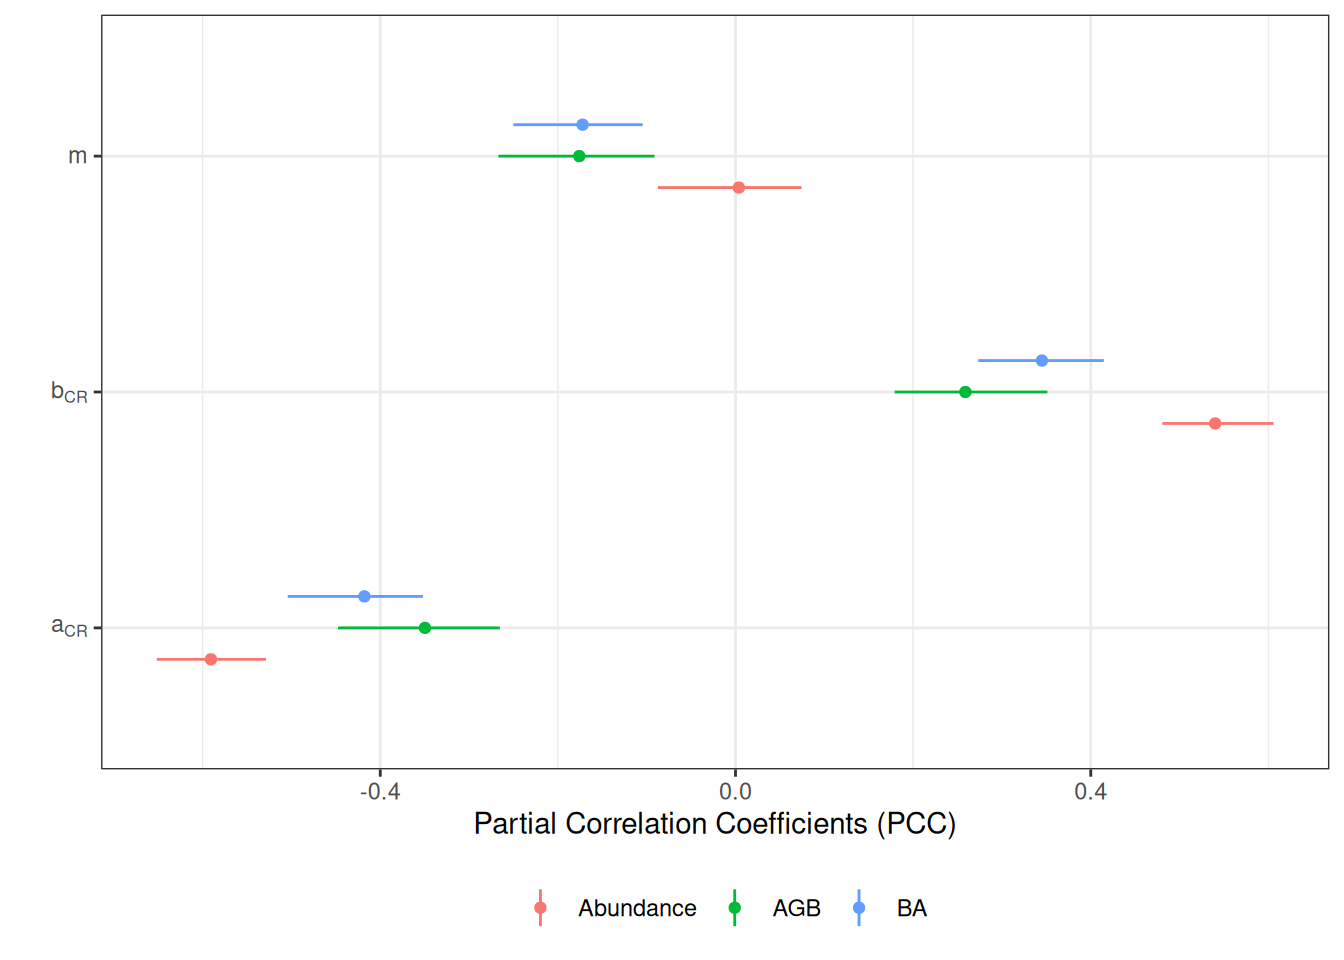 m
bCR
aCR
-0.4 0.0 0.4
Partial Correlation Coefficients (PCC)
Abundance AGB BA